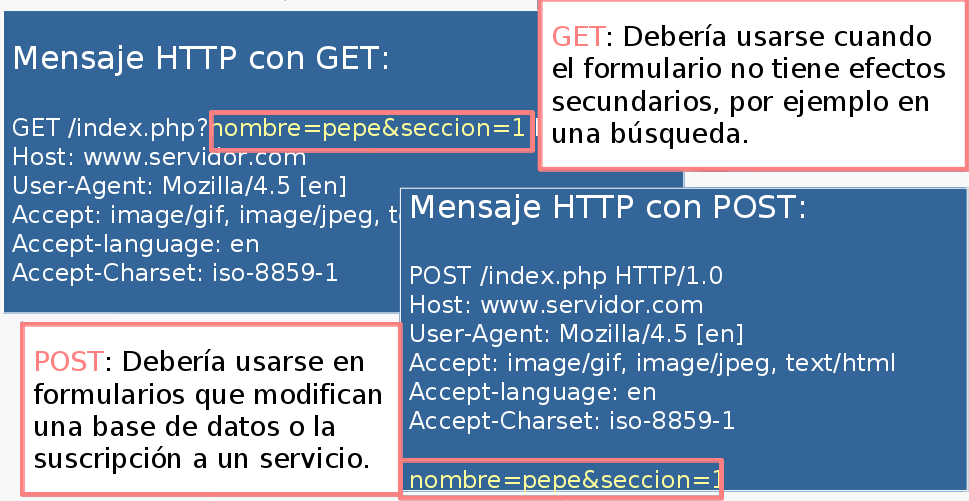 Mensaje HTTP con GET:
GET /index.php?nombre=pepe&seccion=1
Host: www.servidor.com
User-Agent: Mozilla/4.5 [en]
Accept: image/gif, image/jpeg,
Accept-language: en
Accept-Charset: iso-8859-1
GET: Debería usarse cuando
el formulario no tiene efectos
secundarios, por ejemplo en
una búsqueda.
Mensaje HTTP con POST:
POST /index.php HTTP/1.0
Host: www.servidor.com
User-Agent: Mozilla/4.5 [en]
Accept: image/gif, image/jpeg, text/html
Accept-language: en
Accept-Charset: iso-8859-1
nombre=pepe&seccion=1
POST: Debería usarse en
formularios que modifican
una base de datos o la
suscripción a un servicio.